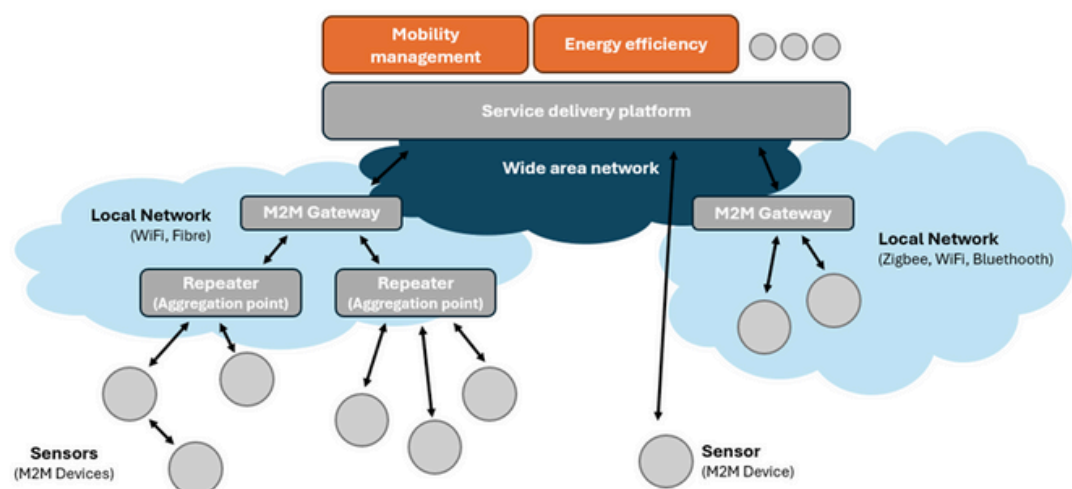 Mobility
management
Energy efficiency
Service delivery platform
Wide area network
Local Network
(WiFi, Fibre)
M2M Gateway
M2M Gateway
Local Network
(Zigbee, WiFi, Bluethooth)
Repeater
(Aggregation point)
Repeater
(Aggregation point)
Sensors
(M2M Devices)
Sensor
(M2M Device)